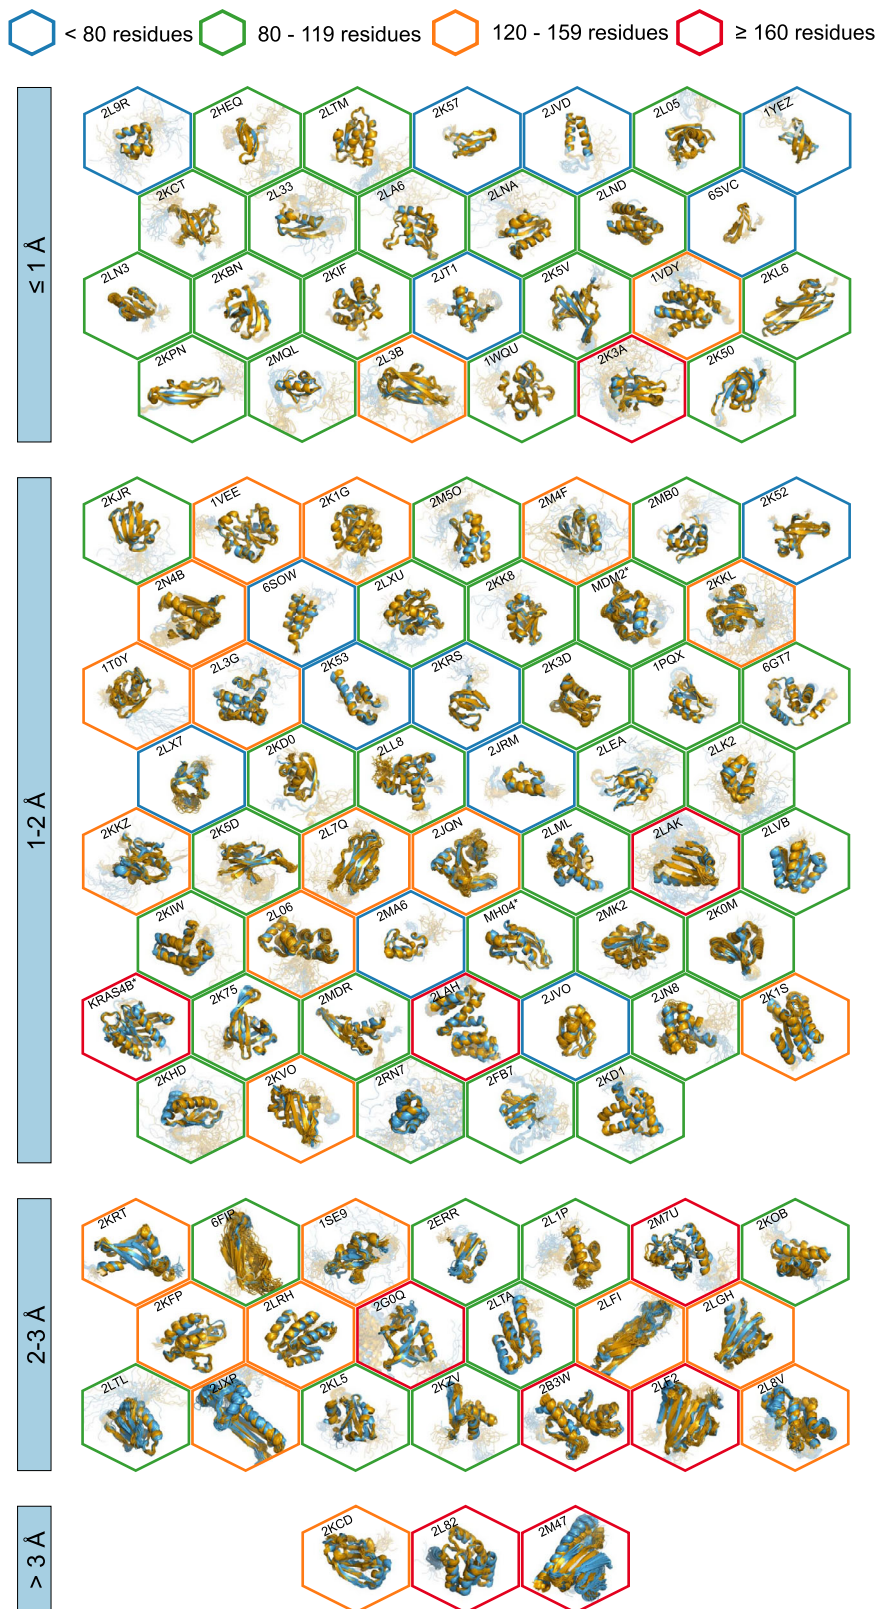 < 80 residues 80 - 119 residues 120 - 159 residues ≥ 160 residues
≤ 1 Å
2L9R 2HEQ 2LTM 2K57 2JVD 2L05 1YEZ
2KCT 2L33 2LA6 2LNA 2LND 6SVC
2LN3 2KBN 2KIF 2JT1 2K5V 1VDY 2KL6
2KPN 2MQL 2L3B 1WQU 2K3A 2K50
1-2 Å
2KJR 1VEE 2K1G 2M5O 2M4F 2MB0 2K52
2N4B 6SOW 2LXU 2KK8 MDM2* 2KKL
1T0Y 2L3G 2K53 2KRS 2K3D 1PQX 6GT7
2LX7 2KD0 2LL8 2JRM 2LEA 2LK2
2KKZ 2K5D 2L7Q 2JQN 2LML 2LAK 2LVB
2KIW 2L06 2MA6 MH04* 2MK2 2K0M
KRAS4B* 2K75 2MDR 2LAH 2JVO 2JN8 2K1S
2KHD 2KVO 2RN7 2FB7 2KD1
2-3 Å
2KRT 6FIP 1SE9 2ERR 2L1P 2M7U 2KOB
2KFP 2LRH 2G0Q 2LTA 2LFI 2LGH
2LTL 2JXP 2KL5 2KZV 2B3W 2LF2 2L8V
> 3 Å
2KCD 2L82 2M47